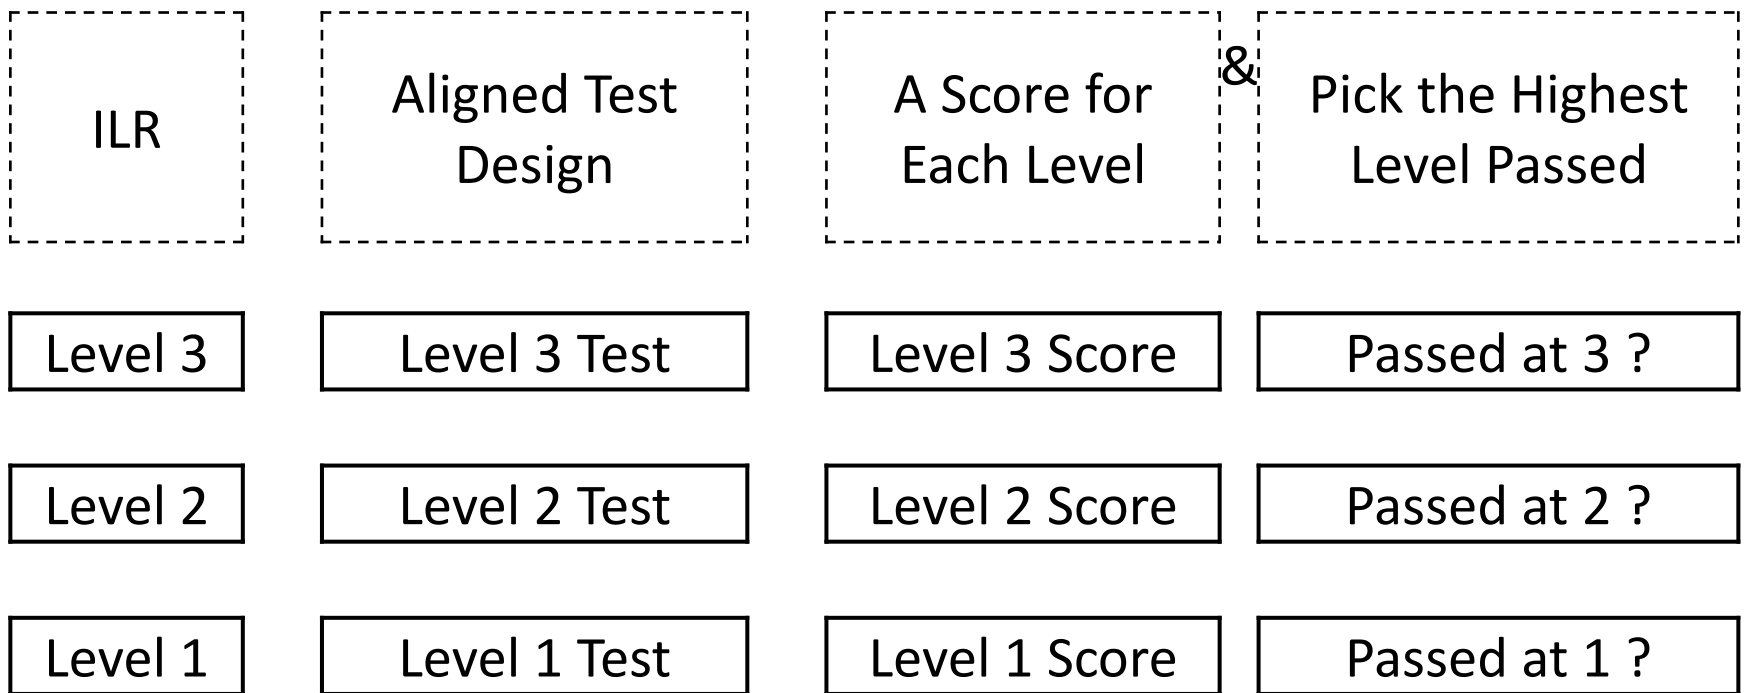 ILR
Aligned Test
Design
A Score for
Each Level
&
Pick the Highest
Level Passed
Level 3
Level 3 Test
Level 3 Score
Passed at 3 ?
Level 2
Level 2 Test
Level 2 Score
Passed at 2 ?
Level 1
Level 1 Test
Level 1 Score
Passed at 1 ?